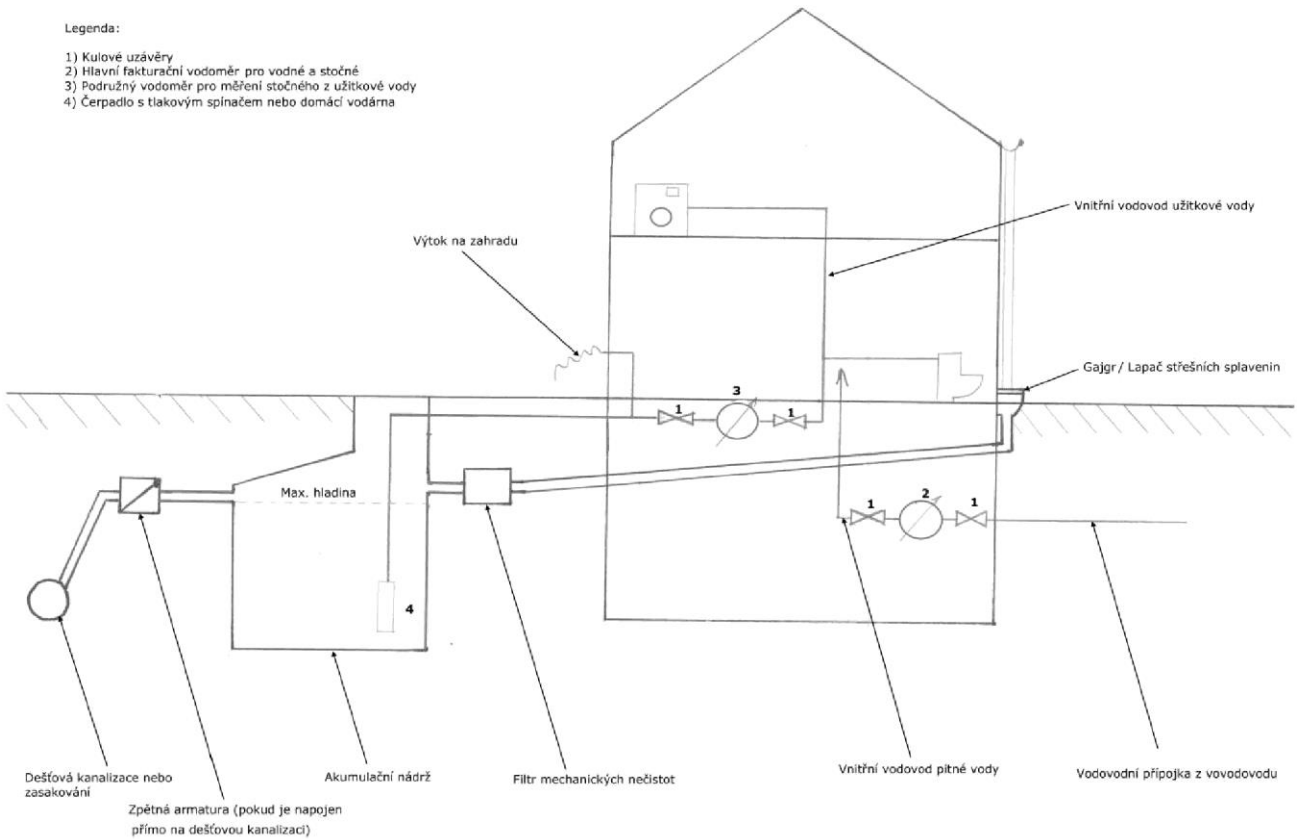 Legenda:
1) Kulové uzávěry
2) Hlavní fakturační vodoměr pro vodné a stočné
3) Podružný vodoměr pro měření stočného z užitkové vody
4) Čerpadlo s tlakovým spínačem nebo domácí vodárna
Vnitřní vodovod užitkové vody
Výtok na zahradu
Gajgr / Lapač střešních splavenin
3
1
1
Max. hladina
1
2
1
4
Dešťová kanalizace nebo
zasakování
Zpětná armatura (pokud je napojen
přímo na dešťovou kanalizaci)
Akumulační nádrž
Filtr mechanických nečistot
Vnitřní vodovod pitné vody
Vodovodní přípojka z vovodovodu